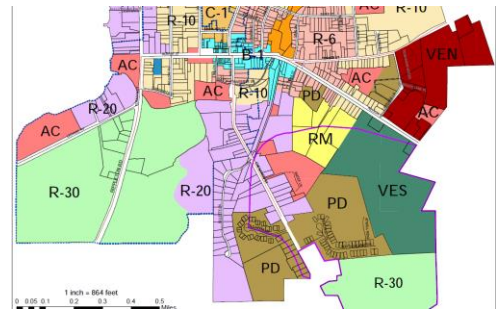 C-1
R-10
AC
R-10
R-6
B-1
VEN
AC
AC
PD
R-10
AC
R-20
AC
AC
RM
R-30
R-20
PD
VES
PD
R-30
1 inch = 864 feet
0 0.05 0.1 0.2 0.3 0.4 0.5
Miles